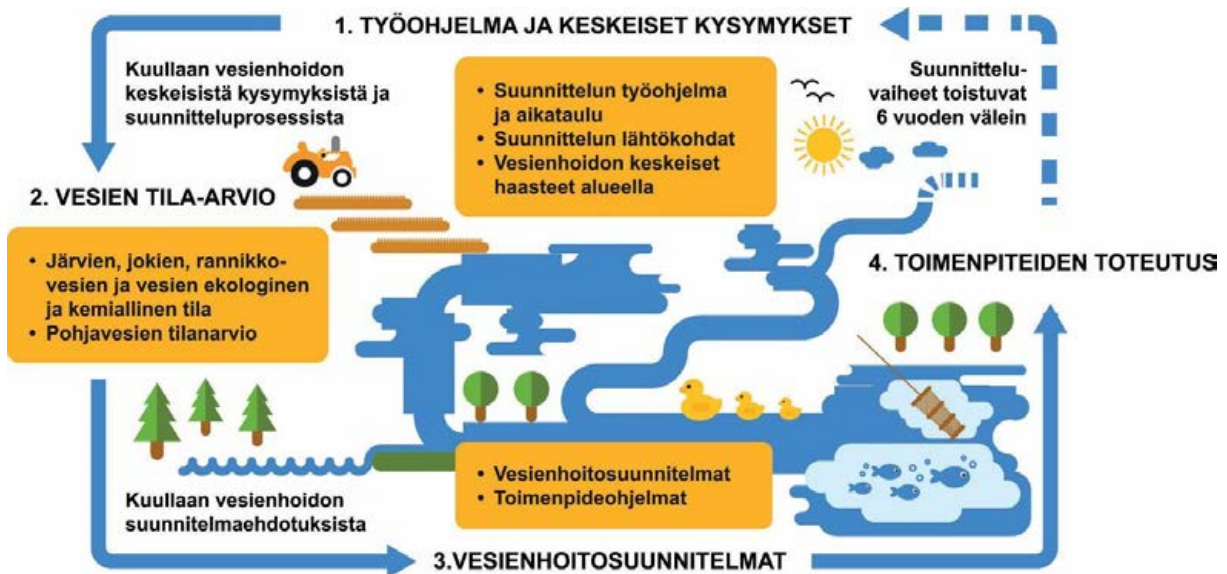 1. TYÖOHJELMA JA KESKEISET KYSYMYKSET
Kuullaan vesienhoidon
keskeisistä kysymyksistä ja
suunnitteluprosessista
• Suunnittelun työohjelma
ja aikataulu
• Suunnittelun lähtökohdat
• Vesienhoidon keskeiset
haasteet alueella
Suunnittelu-
vaiheet toistuvat
6 vuoden välein
2. VESIEN TILA-ARVIO
• Järvien, jokien, rannikko-
vesien ja vesien ekologinen
ja kemiallinen tila
• Pohjavesien tilanarvio
4. TOIMENPITEIDEN TOTEUTUS
Kuullaan vesienhoidon
suunnitelmaehdotuksista
• Vesienhoitosuunnitelmat
• Toimenpideohjelmat
3.VESIENHOITOSUUNNITELMAT